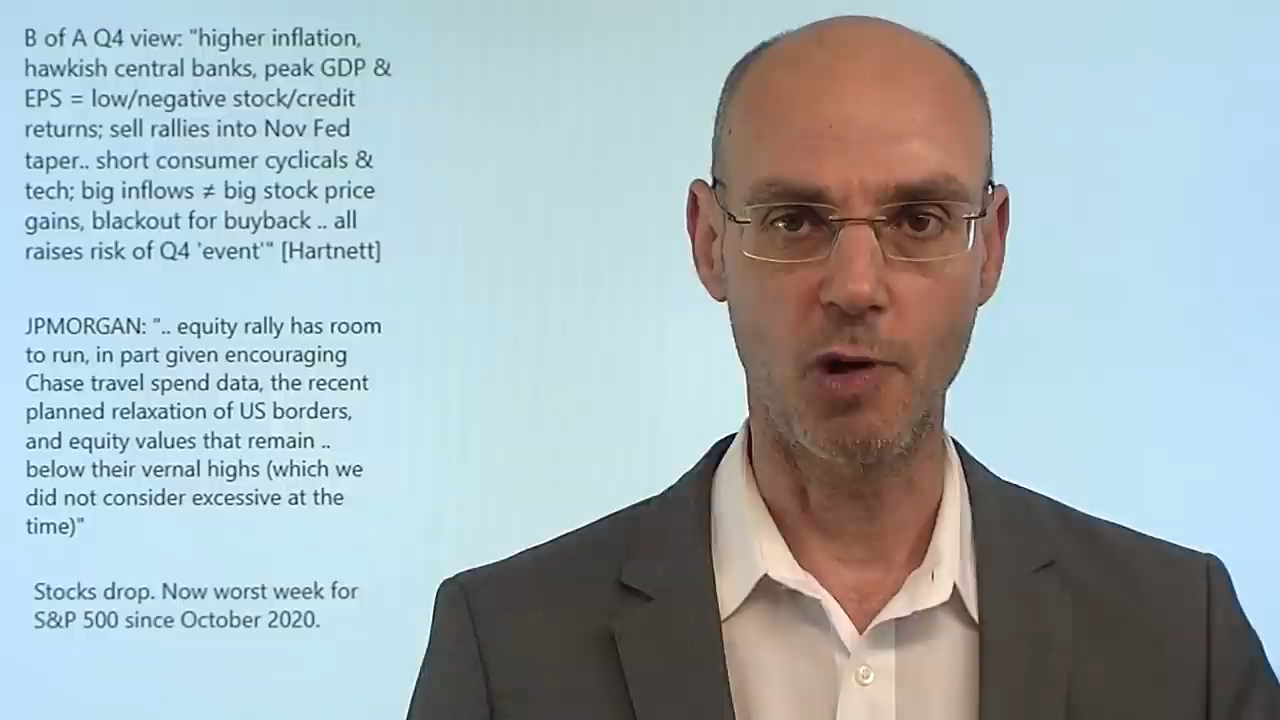 B of A Q4 view: "higher inflation,
hawkish central banks, peak GDP &
EPS = low/negative stock/credit
returns; sell rallies into Nov Fed
taper.. short consumer cyclicals &
tech; big inflows ≠ big stock price
gains, blackout for buyback .. all
raises risk of Q4 'event'" [Hartnett]
JPMORGAN: ".. equity rally has room
to run, in part given encouraging
Chase travel spend data, the recent
planned relaxation of US borders,
and equity values that remain ..
below their vernal highs (which we
did not consider excessive at the
time)"
Stocks drop. Now worst week for
S&P 500 since October 2020.